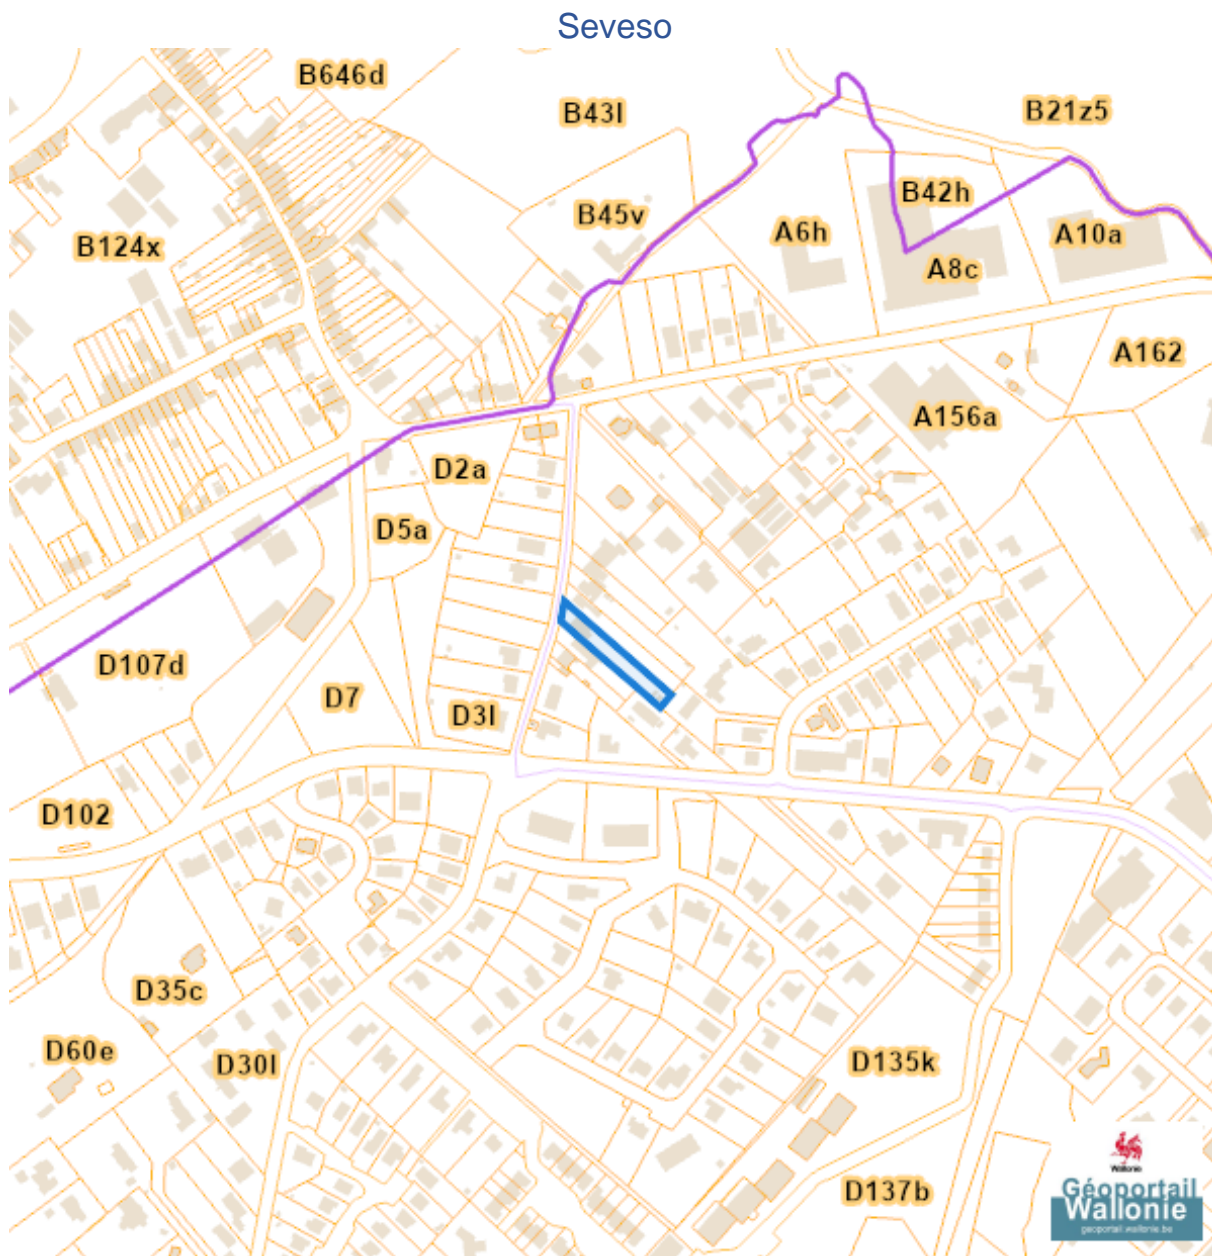 Seveso
B646d
B43l
B21z5
B42h
B45v
A6h
A10a
B124x
A8c
A162
A156a
D2a
D5a
D107d
D7
D3l
D102
D35c
D60e
D30l
D135k
D137b
Wallonie
Géoportail
Wallonie
geoportail.wallonie.be